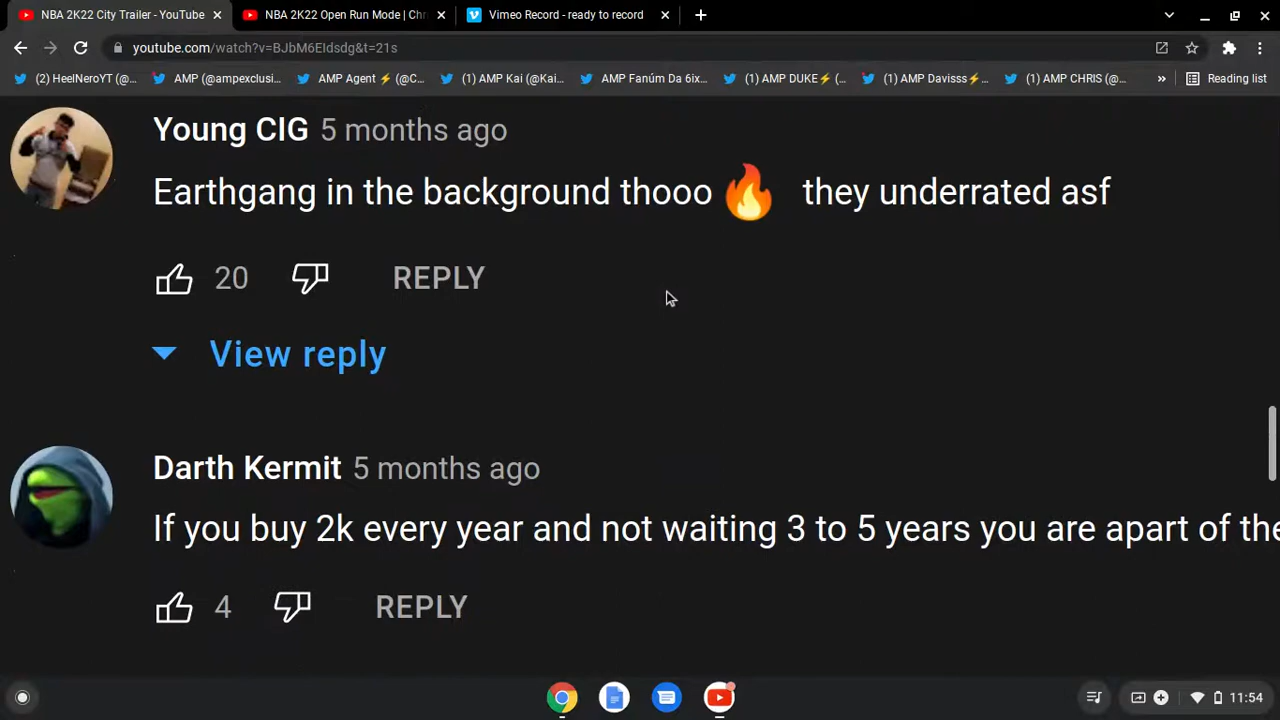 NBA 2K22 City Trailer - YouTube
NBA 2K22 Open Run Mode | Chr
Vimeo Record - ready to record
youtube.com/watch?v=BJbM6EIdsdg&t=21s
(2) HeelNeroYT (@...
AMP (@ampexclusi...
AMP Agent ⚡ (@C...
(1) AMP Kai (@Kai...
AMP Fanúm Da 6ix...
(1) AMP DUKE⚡ (...
AMP Davisss⚡...
(1) AMP CHRIS (@...
»
Reading list
Young CIG 5 months ago
Earthgang in the background thooo 🔥 they underrated asf
20 REPLY
View reply
Darth Kermit 5 months ago
If you buy 2k every year and not waiting 3 to 5 years you are apart of the
4 REPLY
11:54